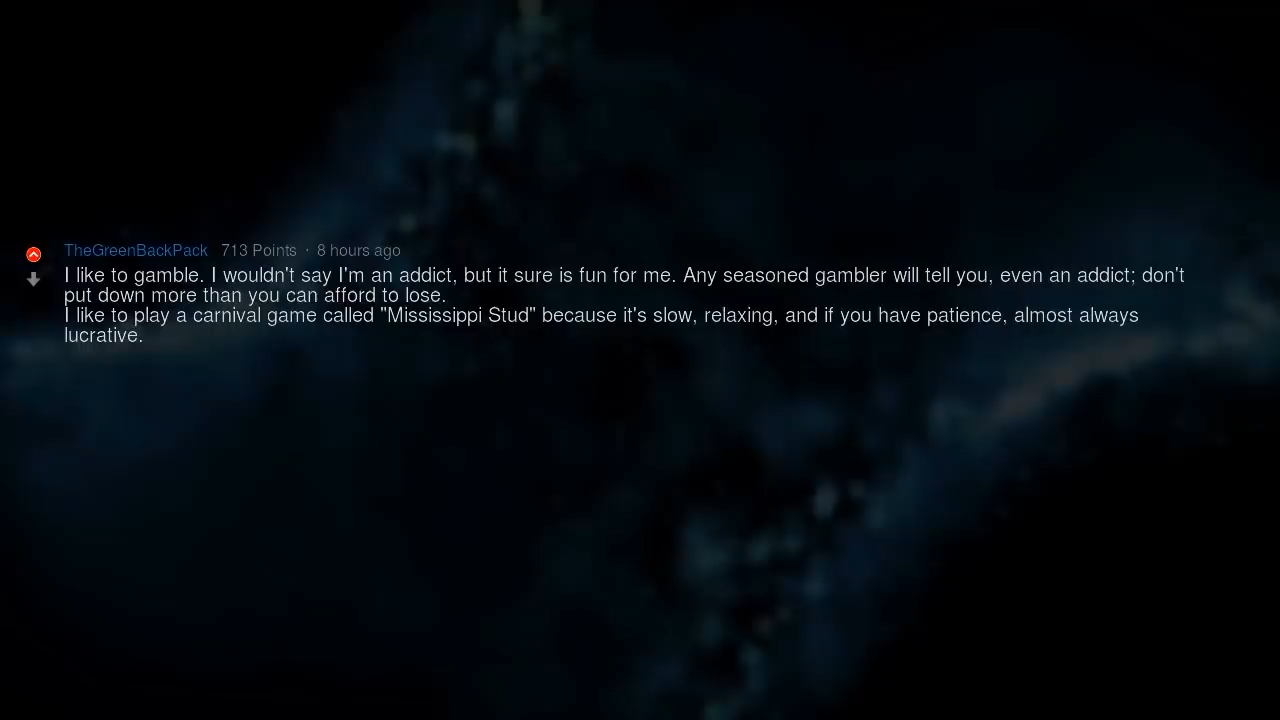 TheGreenBackPack 713 Points · 8 hours ago
I like to gamble. I wouldn't say I'm an addict, but it sure is fun for me. Any seasoned gambler will tell you, even an addict; don't
put down more than you can afford to lose.
I like to play a carnival game called "Mississippi Stud" because it's slow, relaxing, and if you have patience, almost always
lucrative.